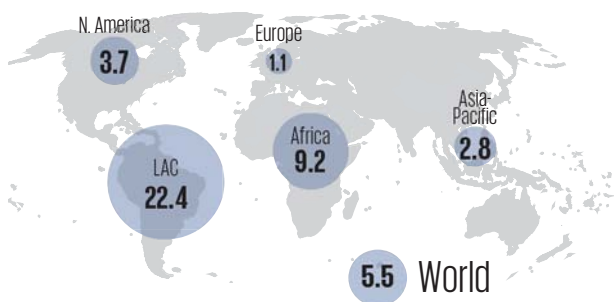 N. America
3.7
Europe
1.1
Asia-
Pacific
2.8
Africa
9.2
LAC
22.4
5.5 World